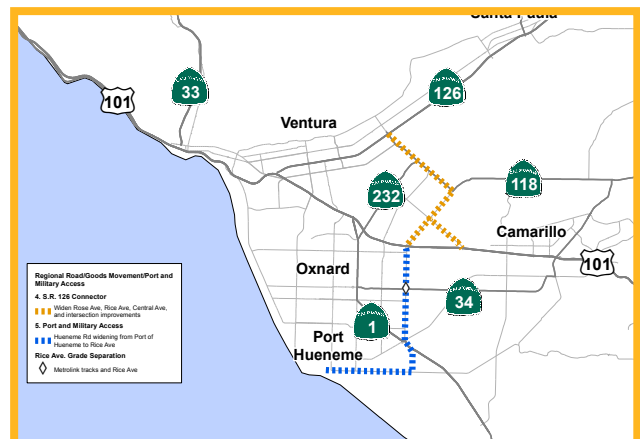 Santa Paula
101
33
126
Ventura
232
118
Camarillo
101
Oxnard
34
1
Port
Hueneme
Regional Road/Goods Movement/Port and
Military Access
4. S.R. 126 Connector
Widen Rose Ave, Rice Ave, Central Ave,
and intersection improvements
5. Port and Military Access
Hueneme Rd widening from Port of
Hueneme to Rice Ave
Rice Ave. Grade Separation
Metrolink tracks and Rice Ave